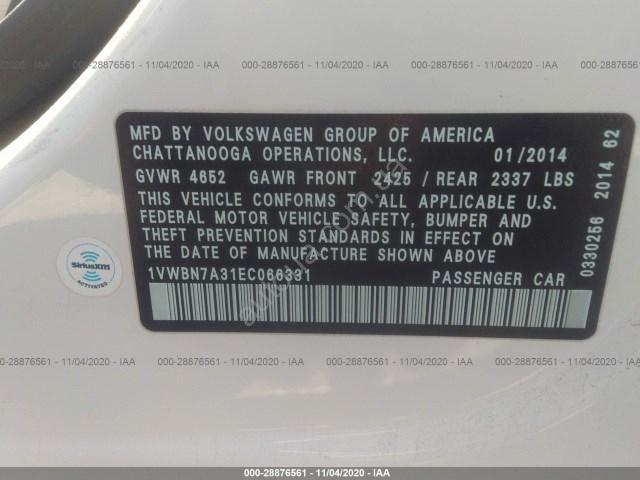 000-28876561 - 11/04/2020 - IAA
MFD BY VOLKSWAGEN GROUP OF AMERICA
CHATTANOOGA OPERATIONS, LLC. 01/2014
GVWR 4652 GAWR FRONT 2425 / REAR 2337 LBS
THIS VEHICLE CONFORMS TO ALL APPLICABLE U.S.
FEDERAL MOTOR VEHICLE SAFETY, BUMPER AND
THEFT PREVENTION STANDARDS IN EFFECT ON
THE DATE OF MANUFACTURE SHOWN ABOVE
1VWBN7A31EC066331 PASSENGER CAR
0330256 2014 62
SiriusXM
ACTIVATED
000-28876561 - 11/04/2020 - IAA
000-28876561 - 11/04/2020 - IAA